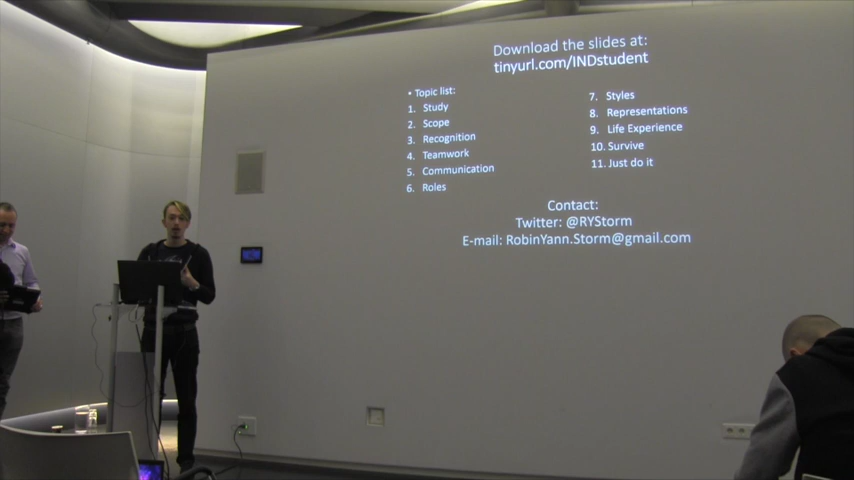 Download the slides at:
tinyurl.com/INDstudent
• Topic list:
1. Study
2. Scope
3. Recognition
4. Teamwork
5. Communication
6. Roles
7. Styles
8. Representations
9. Life Experience
10. Survive
11. Just do it
Contact:
Twitter: @RYStorm
E-mail: RobinYann.Storm@gmail.com